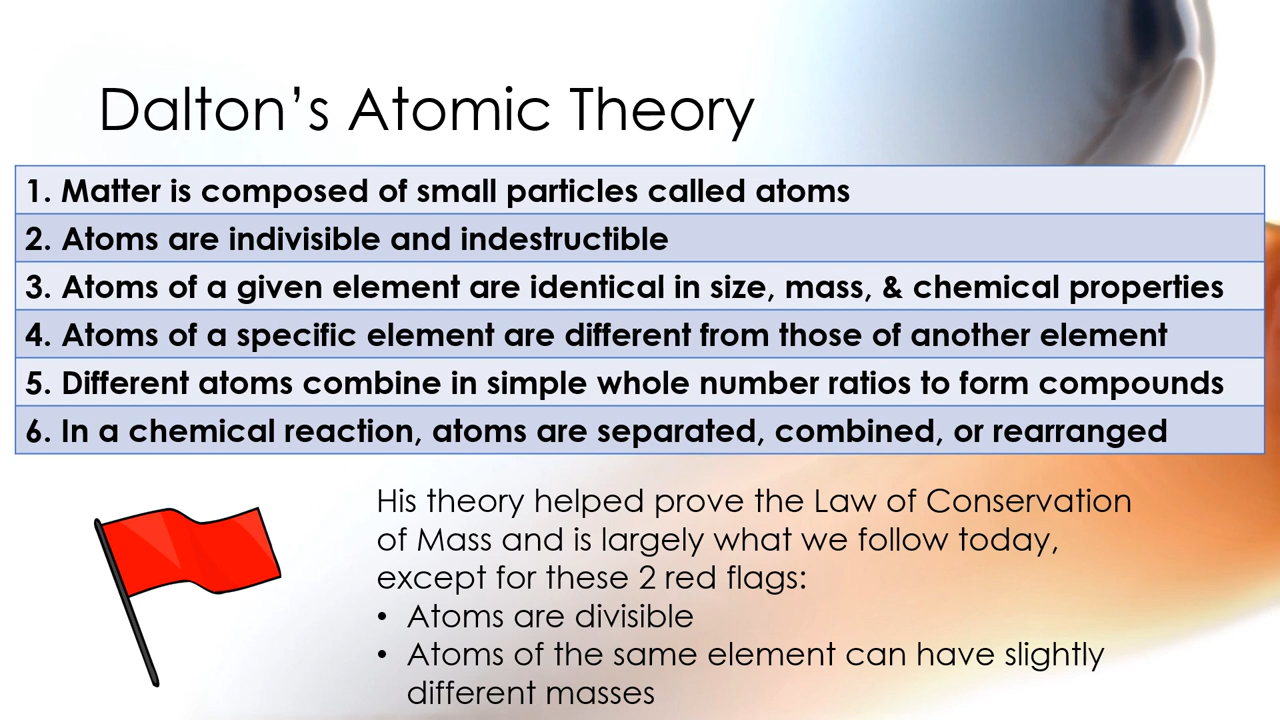 Dalton’s Atomic Theory
1. Matter is composed of small particles called atoms
2. Atoms are indivisible and indestructible
3. Atoms of a given element are identical in size, mass, & chemical properties
4. Atoms of a specific element are different from those of another element
5. Different atoms combine in simple whole number ratios to form compounds
6. In a chemical reaction, atoms are separated, combined, or rearranged
His theory helped prove the Law of Conservation
of Mass and is largely what we follow today,
except for these 2 red flags:
• Atoms are divisible
• Atoms of the same element can have slightly
different masses